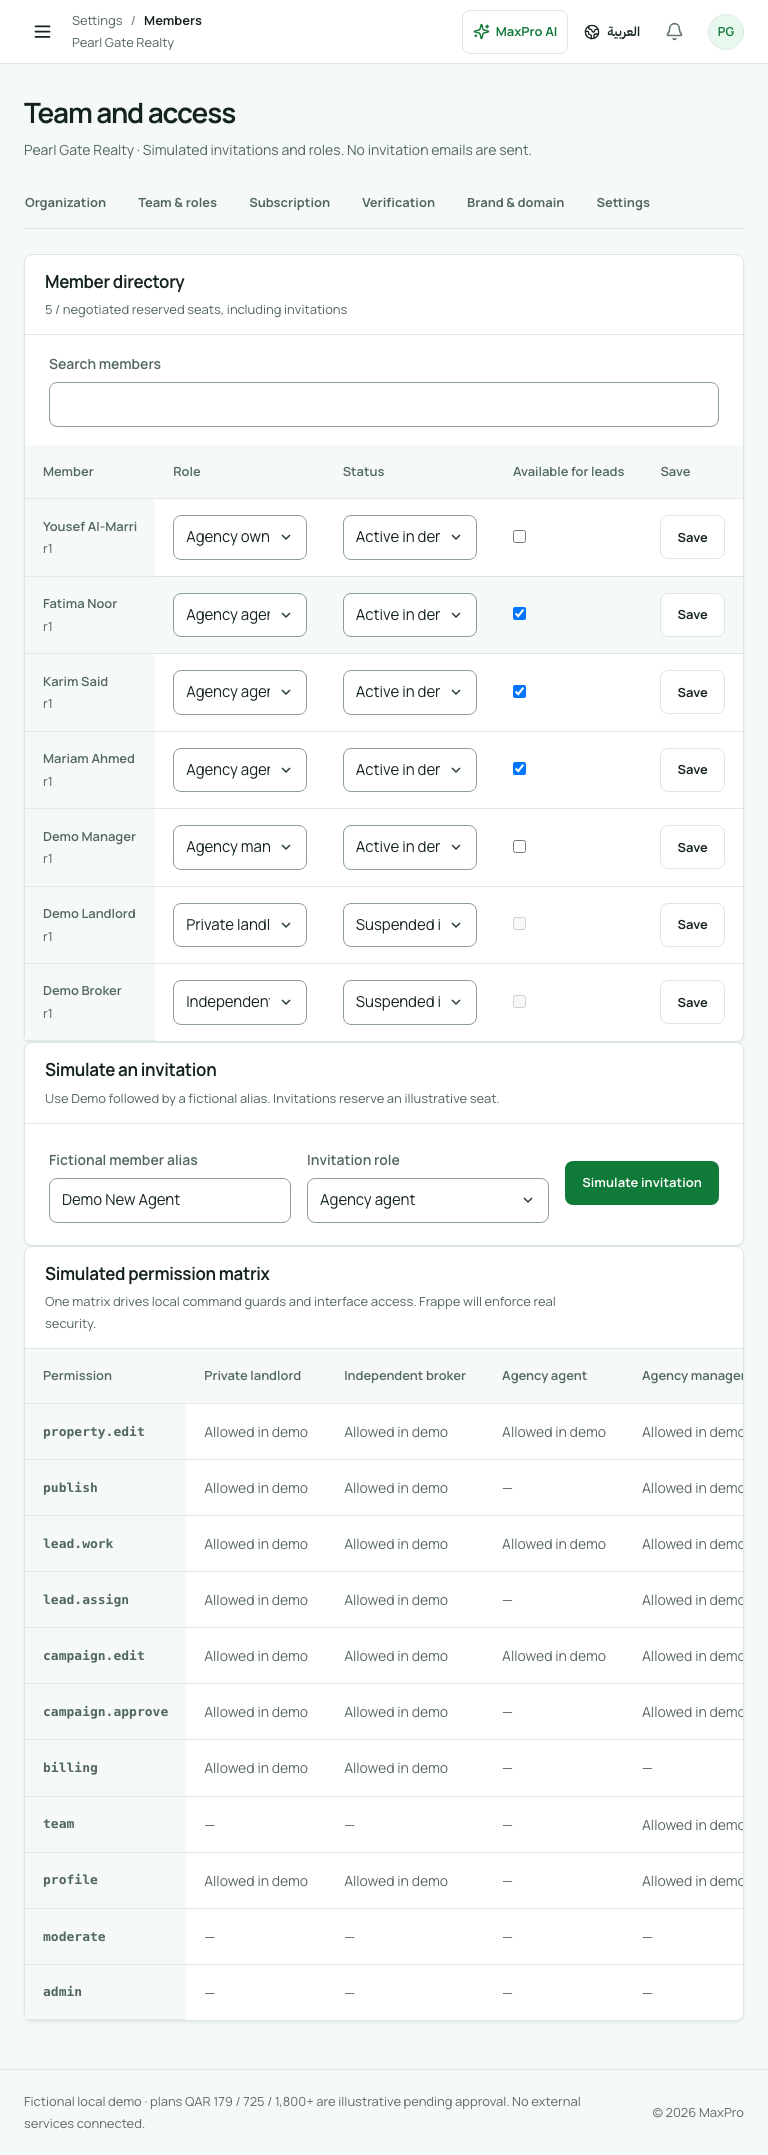 Settings / Members
Pearl Gate Realty
MaxPro AI
العربية
PG
Team and access
Pearl Gate Realty · Simulated invitations and roles. No invitation emails are sent.
Organization Team & roles Subscription Verification Brand & domain Settings
Member directory
5 / negotiated reserved seats, including invitations
Search members
Member Role Status Available for leads Save
Yousef Al-Marri
r1
Agency own Active in der Save
Fatima Noor
r1
Agency ager Active in der Save
Karim Said
r1
Agency ager Active in der Save
Mariam Ahmed
r1
Agency ager Active in der Save
Demo Manager
r1
Agency man Active in der Save
Demo Landlord
r1
Private landl Suspended i Save
Demo Broker
r1
Independent Suspended i Save
Simulate an invitation
Use Demo followed by a fictional alias. Invitations reserve an illustrative seat.
Fictional member alias Invitation role
Demo New Agent Agency agent Simulate invitation
Simulated permission matrix
One matrix drives local command guards and interface access. Frappe will enforce real
security.
Permission Private landlord Independent broker Agency agent Agency manager
property.edit Allowed in demo Allowed in demo Allowed in demo Allowed in demo
publish Allowed in demo Allowed in demo — Allowed in demo
lead.work Allowed in demo Allowed in demo Allowed in demo Allowed in demo
lead.assign Allowed in demo Allowed in demo — Allowed in demo
campaign.edit Allowed in demo Allowed in demo Allowed in demo Allowed in demo
campaign.approve Allowed in demo Allowed in demo — Allowed in demo
billing Allowed in demo Allowed in demo — —
team — — — Allowed in demo
profile Allowed in demo Allowed in demo — Allowed in demo
moderate — — — —
admin — — — —
Fictional local demo · plans QAR 179 / 725 / 1,800+ are illustrative pending approval. No external
services connected.
© 2026 MaxPro